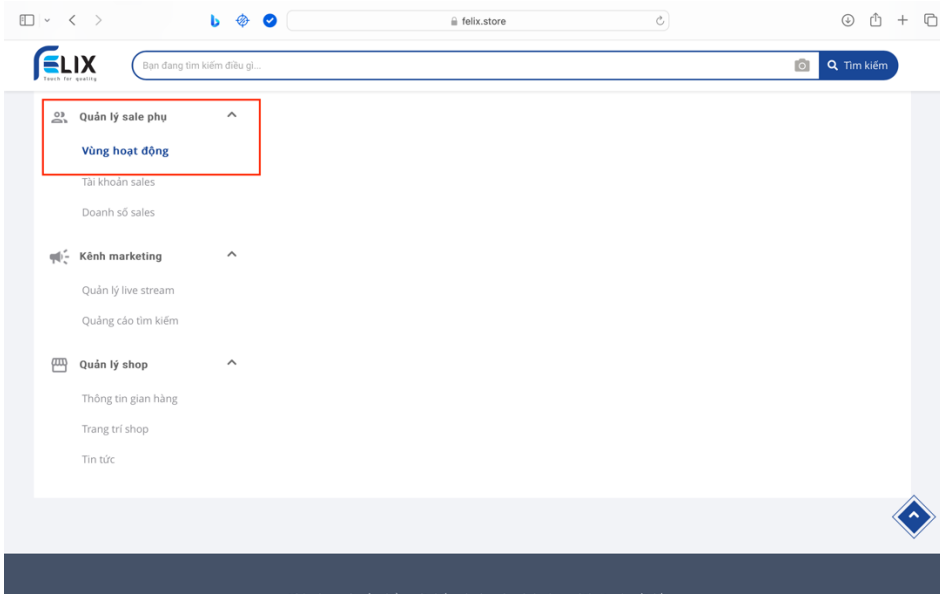 felix.store
FELIX
Touch for quality
Bạn đang tìm kiếm điều gì...
Tìm kiếm
Quản lý sale phụ
Vùng hoạt động
Tài khoản sales
Doanh số sales
Kênh marketing
Quản lý live stream
Quảng cáo tìm kiếm
Quản lý shop
Thông tin gian hàng
Trang trí shop
Tin tức